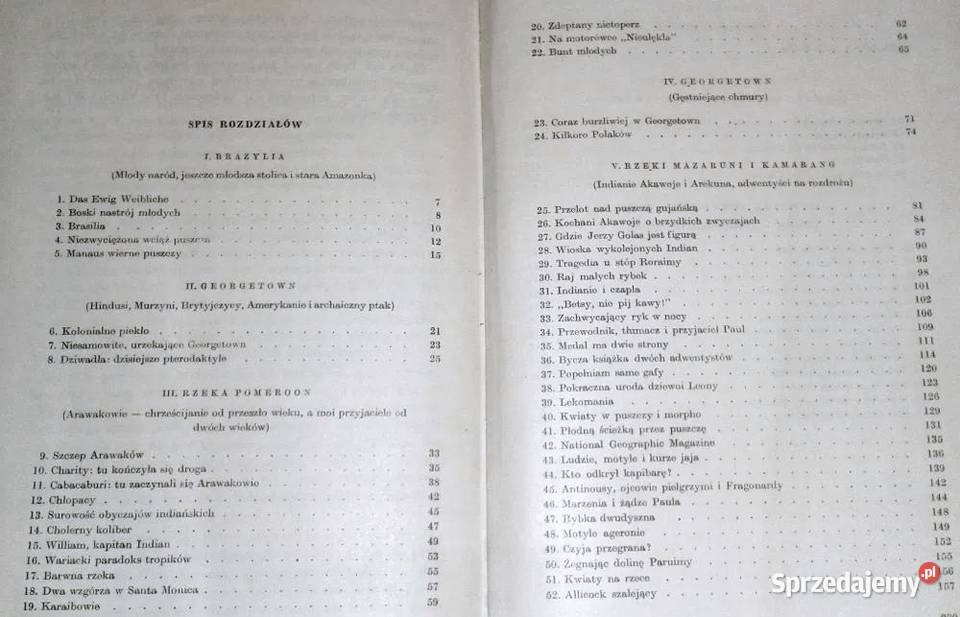 SPIS ROZDZIAŁÓW
I. BRAZYLIA
(Młody naród, jeszcze młodsza stolica i stara Amazonka)
1. Das Ewig Weibliche 7
2. Boski nastrój młodych 8
3. Brasilia 10
4. Niezwyciężona wciąż puszcza 12
5. Manaus wierne puszczy 15
II. GEORGETOWN
(Hindusi, Murzyni, Brytyjczycy, Amerykanie i archaiczny ptak)
6. Kolonialne piekło 21
7. Niesamowite, urzekające Georgetown 23
8. Dziwadła: dzisiejsze pterodaktyle 25
III. RZEKA POMEROON
(Arawakowie — chrześcijanie od przeszło wieku, a moi przyjaciele od
dwóch wieków)
9. Szczep Arawaków 33
10. Charity: tu kończyła się droga 35
11. Cabacaburi: tu zaczynali się Arawakowie 38
12. Chłopacy 42
13. Surowość obyczajów indiańskich 45
14. Cholerny koliber 47
15. William, kapitan Indian 49
16. Wariacki paradoks tropików 53
17. Barwna rzeka 55
18. Dwa wzgórza w Santa Monica 57
19. Karaibowie 59
20. Zdeptany nietoperz 62
21. Na motorówce „Nieulękła” 64
22. Bunt młodych 65
IV. GEORGETOWN
(Gęstniejące chmury)
23. Coraz burzliwiej w Georgetown 71
24. Kilkoro Polaków 74
V. RZEKI MAZARUNI I KAMARANG
(Indianie Akawoje i Arekuna, adwentyści na rozdrożu)
25. Przelot nad puszczą gujańską 81
26. Kochani Akawoje o brzydkich zwyczajach 84
27. Gdzie Jerzy Golas jest figurą 87
28. Wioska wykolejonych Indian 90
29. Tragedia u stóp Roraimy 93
30. Raj małych rybek 98
31. Indianie i czapla 101
32. „Betsy, nie pij kawy!” 102
33. Zachwycający ryk w nocy 106
34. Przewodnik, tłumacz i przyjaciel Paul 109
35. Medal ma dwie strony 111
36. Bycza książka dwóch adwentystów 114
37. Popełniam same gafy 120
38. Pokraczna uroda dziewoi Leony 123
39. Lekomania 126
40. Kwiaty w puszczy i morpho 129
41. Płodną ścieżką przez puszczę 131
42. National Geographic Magazine 135
43. Ludzie, motyle i kurze jaja 136
44. Kto odkrył kapibarę? 139
45. Antinousy, ojcowie pielgrzymi i Fragonardy 142
46. Marzenia i żądze Paula 144
47. Rybka dwudyszna 148
48. Motyle ageronie 149
49. Czyja przegrana? 152
50. Żegnając dolinę Paruimy 155
51. Kwiaty na rzece 156
52. Allicock szalejący 157
Sprzedajemy.pl